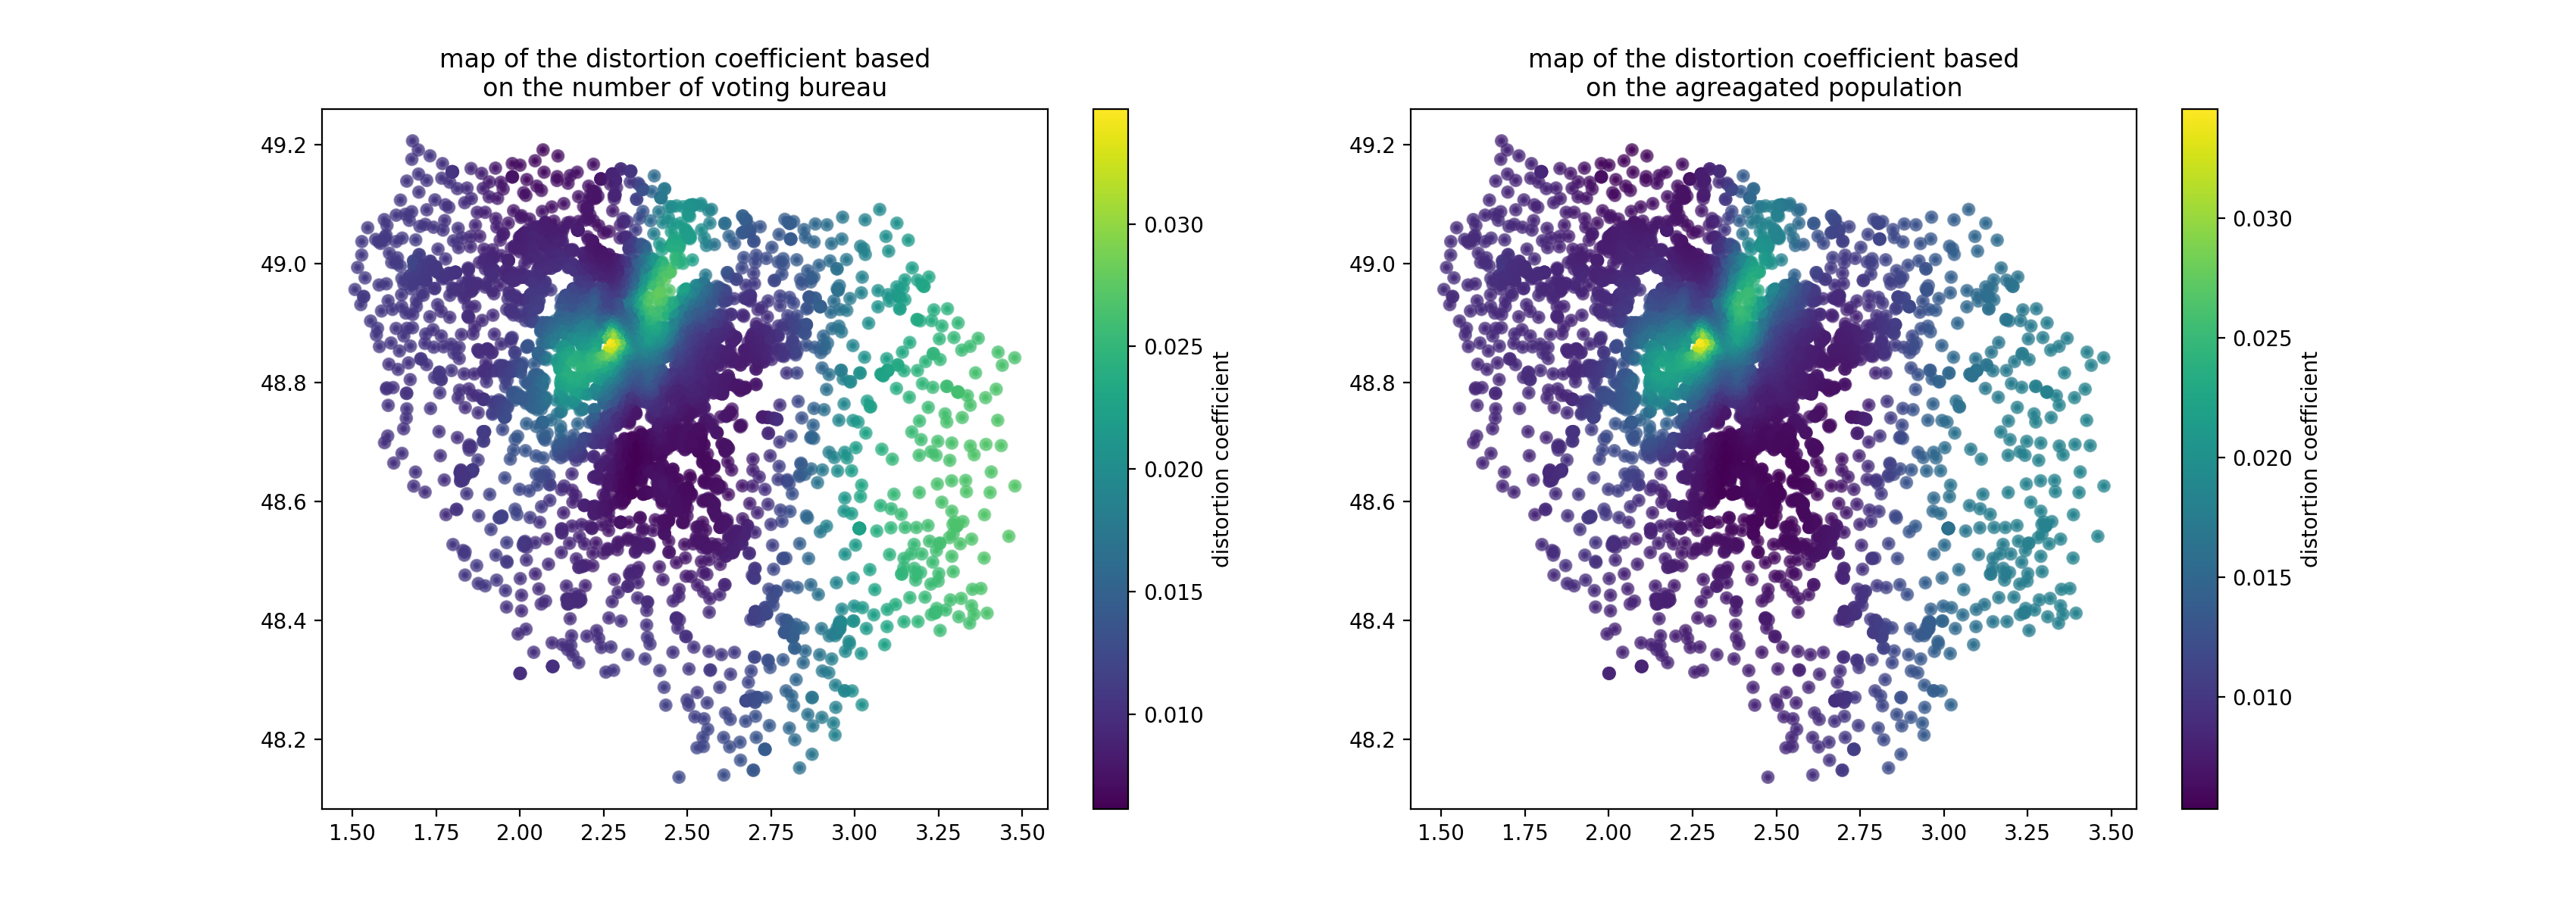 map of the distortion coefficient based
on the number of voting bureau
49.2
49.0
48.8
48.6
48.4
48.2
1.50 1.75 2.00 2.25 2.50 2.75 3.00 3.25 3.50
0.030
0.025
0.020
0.015
0.010
distortion coefficient
map of the distortion coefficient based
on the agreagated population
49.2
49.0
48.8
48.6
48.4
48.2
1.50 1.75 2.00 2.25 2.50 2.75 3.00 3.25 3.50
0.030
0.025
0.020
0.015
0.010
distortion coefficient